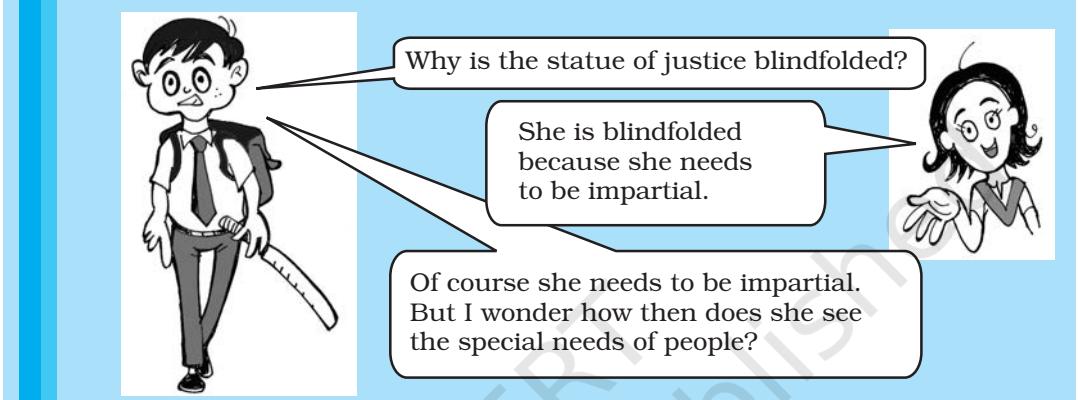 Why is the statue of justice blindfolded?
She is blindfolded
because she needs
to be impartial.
Of course she needs to be impartial.
But I wonder how then does she see
the special needs of people?